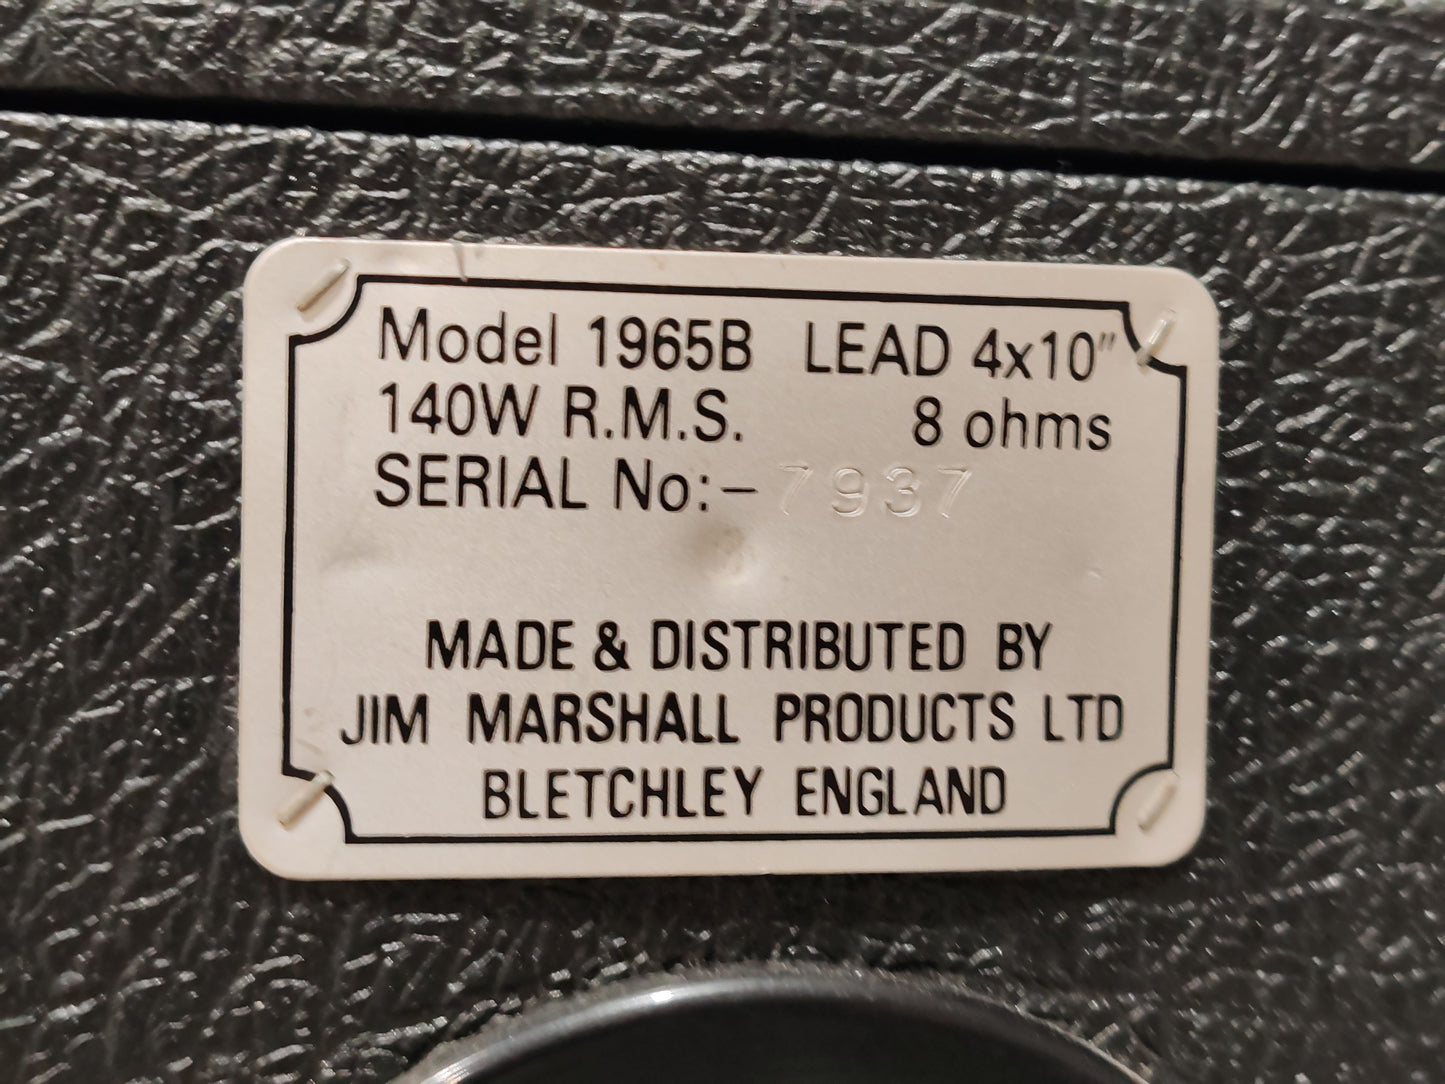 Model 1965B LEAD 4x10"
140W R.M.S. 8 ohms
SERIAL No:- 7937
MADE & DISTRIBUTED BY
JIM MARSHALL PRODUCTS LTD
BLETCHLEY ENGLAND